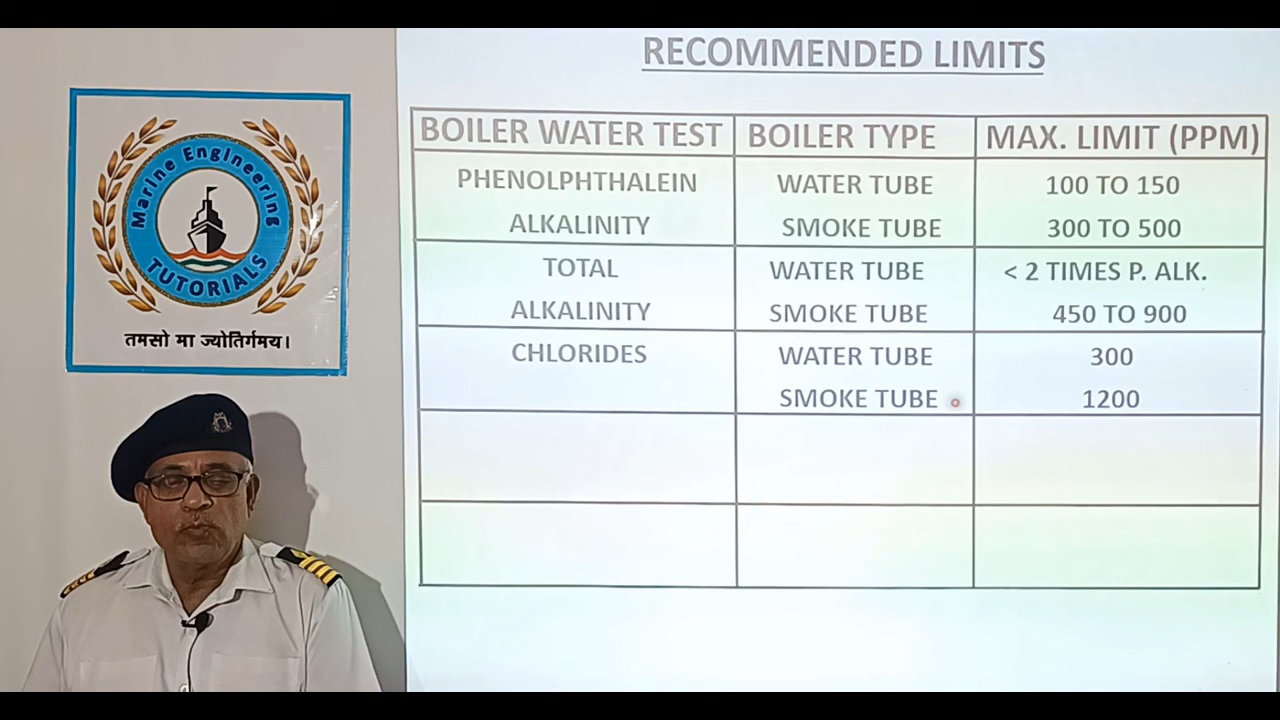 RECOMMENDED LIMITS
Marine Engineering
TUTORIALS
तमसो मा ज्योतिर्गमय।
BOILER WATER TEST BOILER TYPE MAX. LIMIT (PPM)
PHENOLPHTHALEIN WATER TUBE 100 TO 150
ALKALINITY SMOKE TUBE 300 TO 500
TOTAL WATER TUBE < 2 TIMES P. ALK.
ALKALINITY SMOKE TUBE 450 TO 900
CHLORIDES WATER TUBE 300
SMOKE TUBE 1200